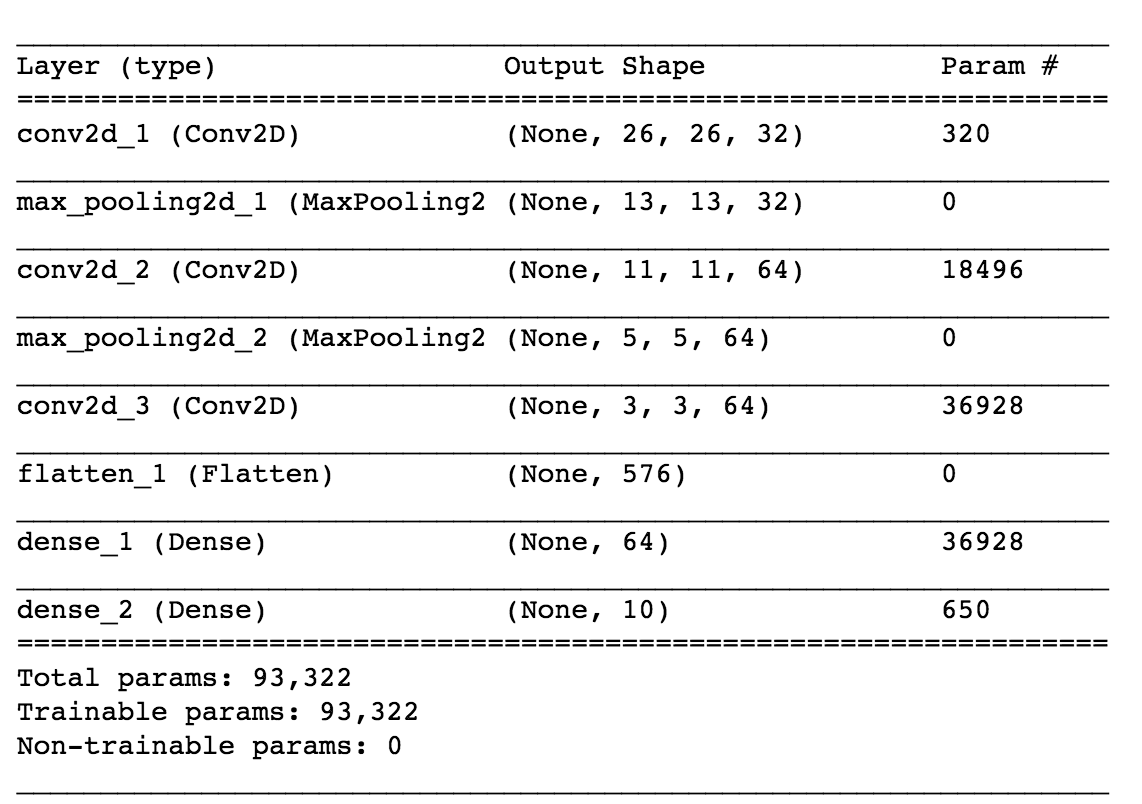 Layer (type) Output Shape Param #
conv2d_1 (Conv2D) (None, 26, 26, 32) 320
max_pooling2d_1 (MaxPooling2 (None, 13, 13, 32) 0
conv2d_2 (Conv2D) (None, 11, 11, 64) 18496
max_pooling2d_2 (MaxPooling2 (None, 5, 5, 64) 0
conv2d_3 (Conv2D) (None, 3, 3, 64) 36928
flatten_1 (Flatten) (None, 576) 0
dense_1 (Dense) (None, 64) 36928
dense_2 (Dense) (None, 10) 650
Total params: 93,322
Trainable params: 93,322
Non-trainable params: 0